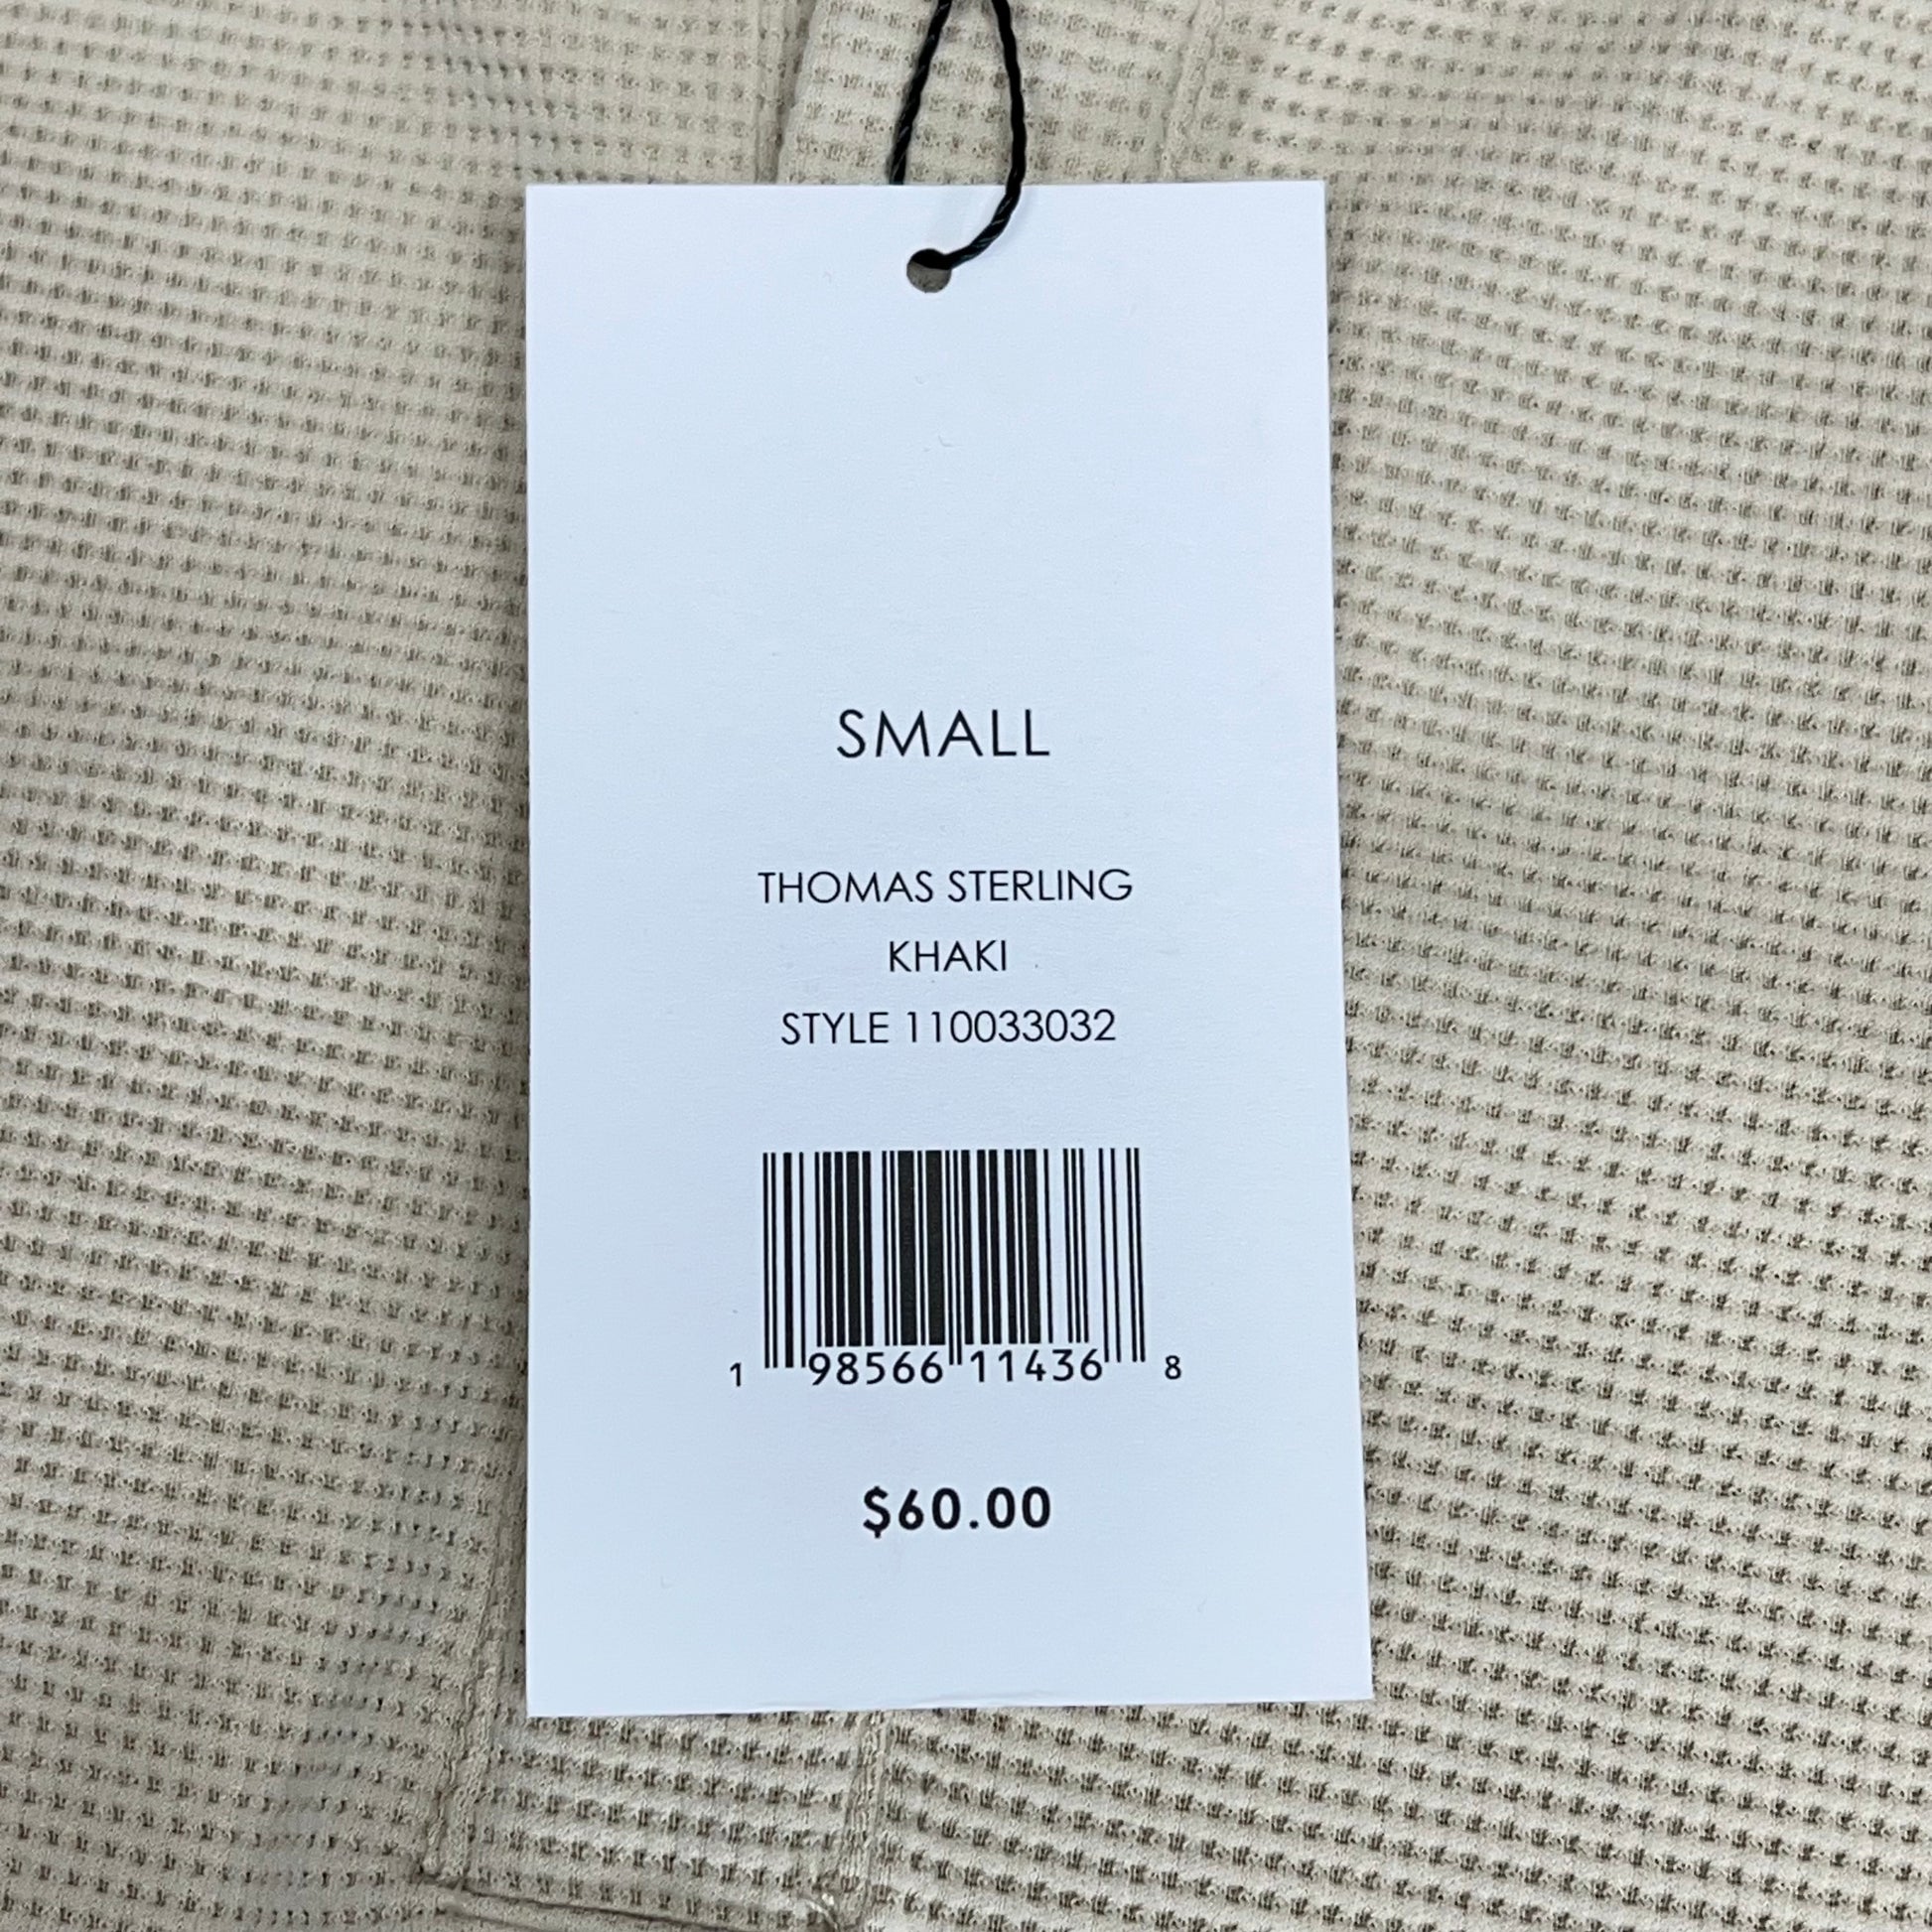 SMALL
THOMAS STERLING
KHAKI
STYLE 110033032
1 98566 11436 8
$60.00